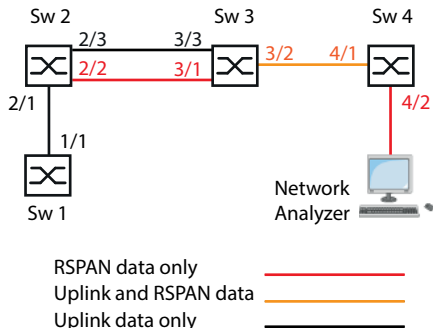 Sw 2
Sw 3
Sw 4
2/3
3/3
3/2
4/1
2/2
3/1
2/1
4/2
1/1
Network
Analyzer
Sw 1
RSPAN data only
Uplink and RSPAN data
Uplink data only